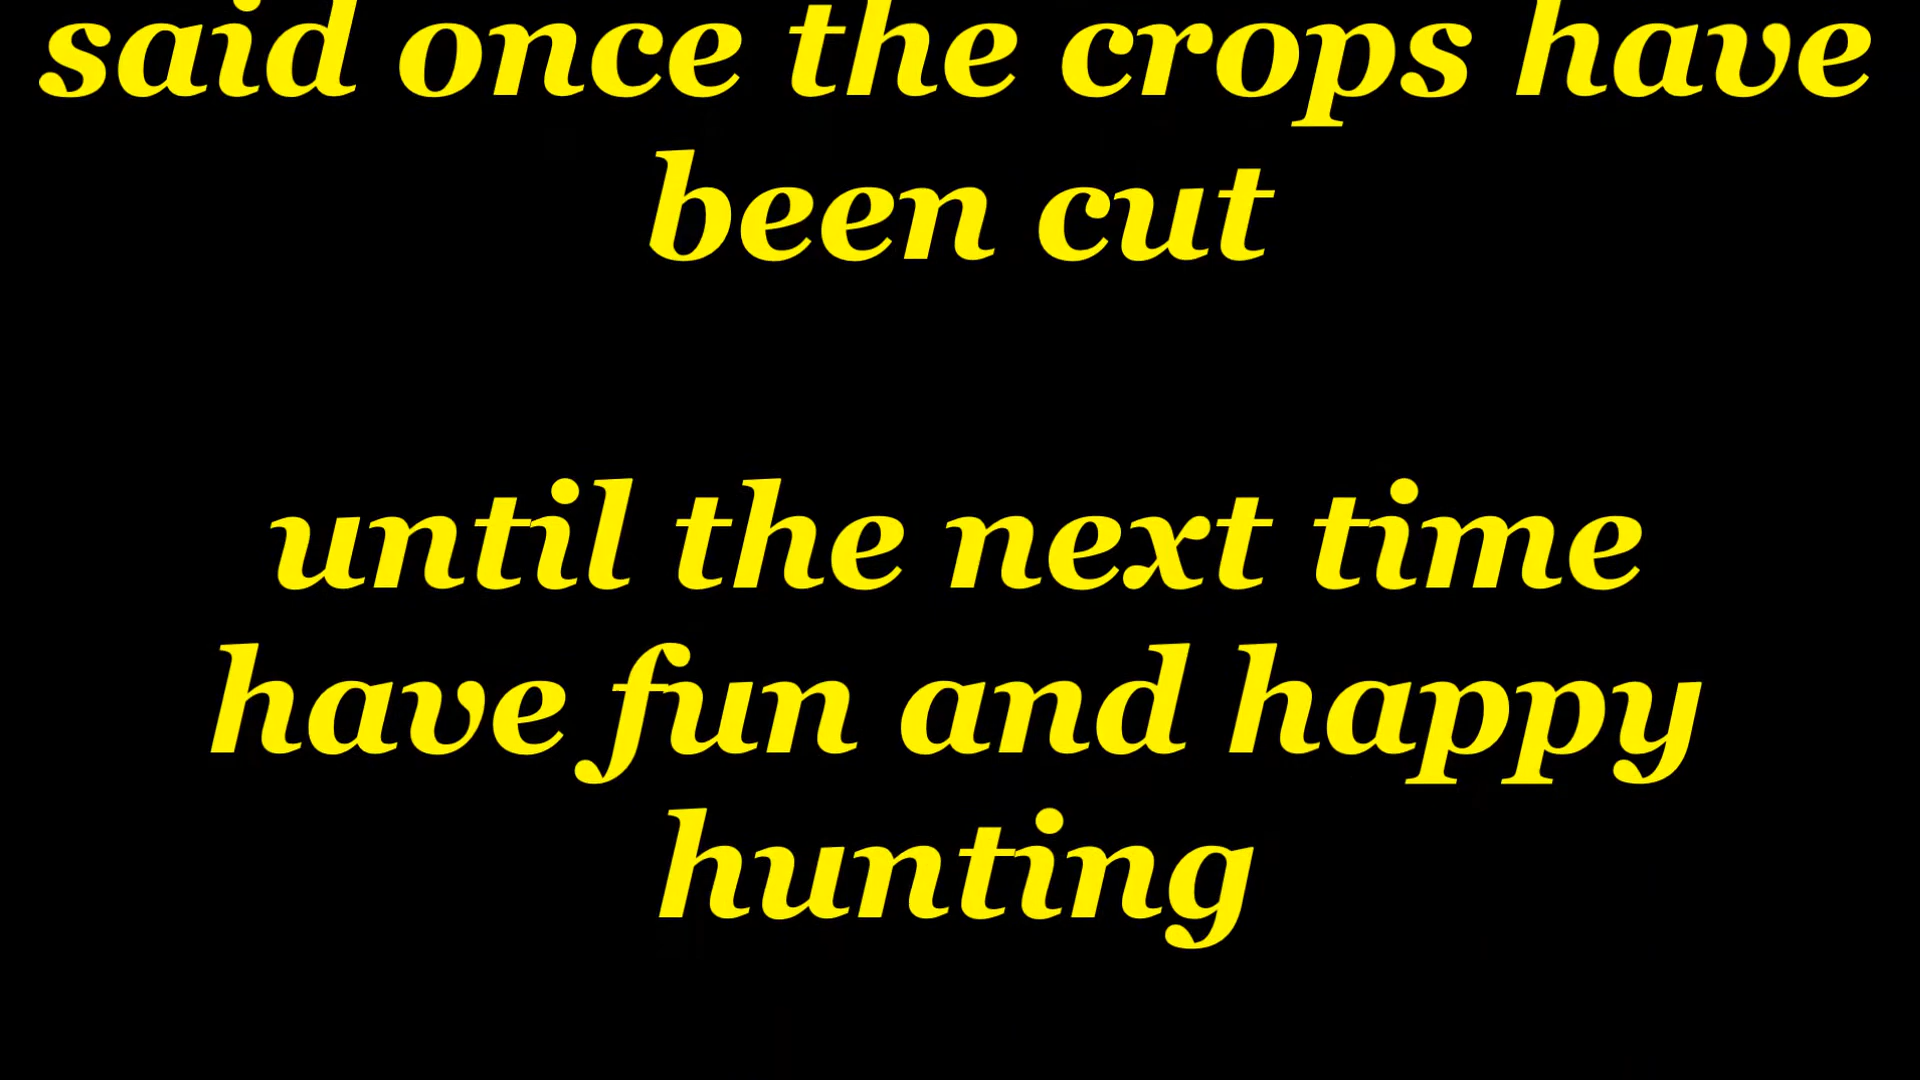 said once the crops have
been cut
until the next time
have fun and happy
hunting